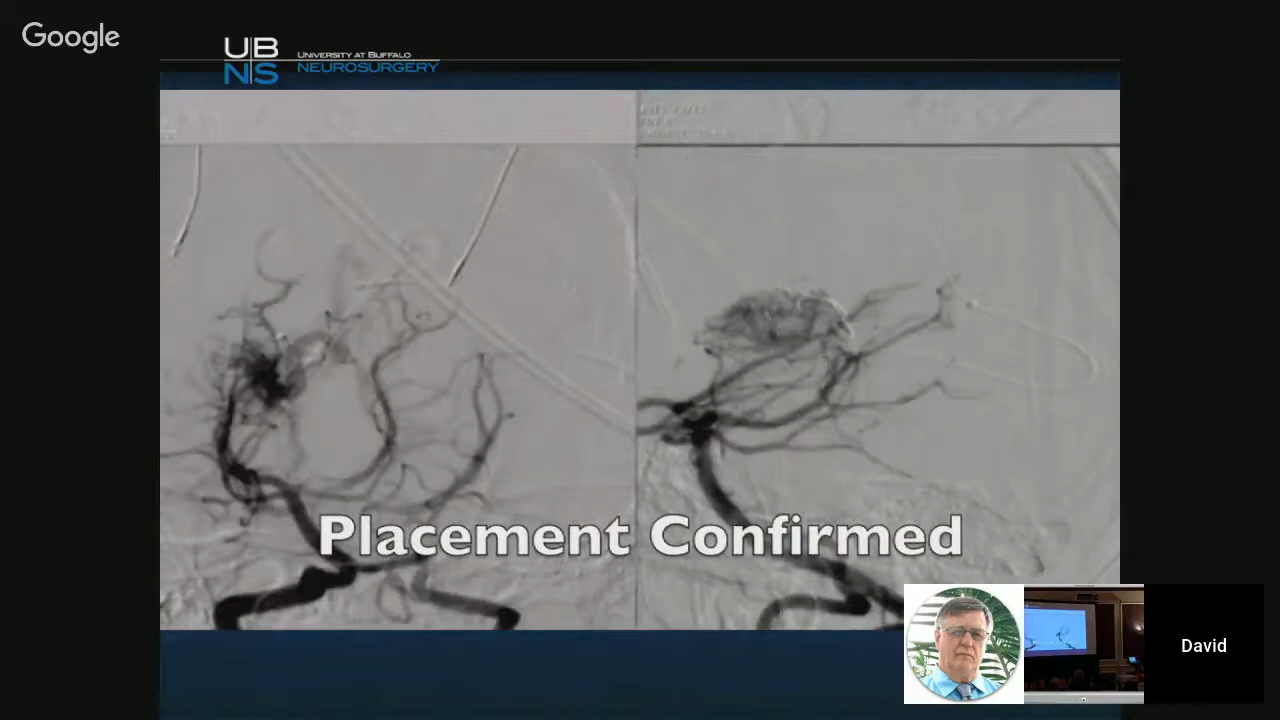 Google
UB
NS
UNIVERSITY AT BUFFALO
NEUROSURGERY
Placement Confirmed
David